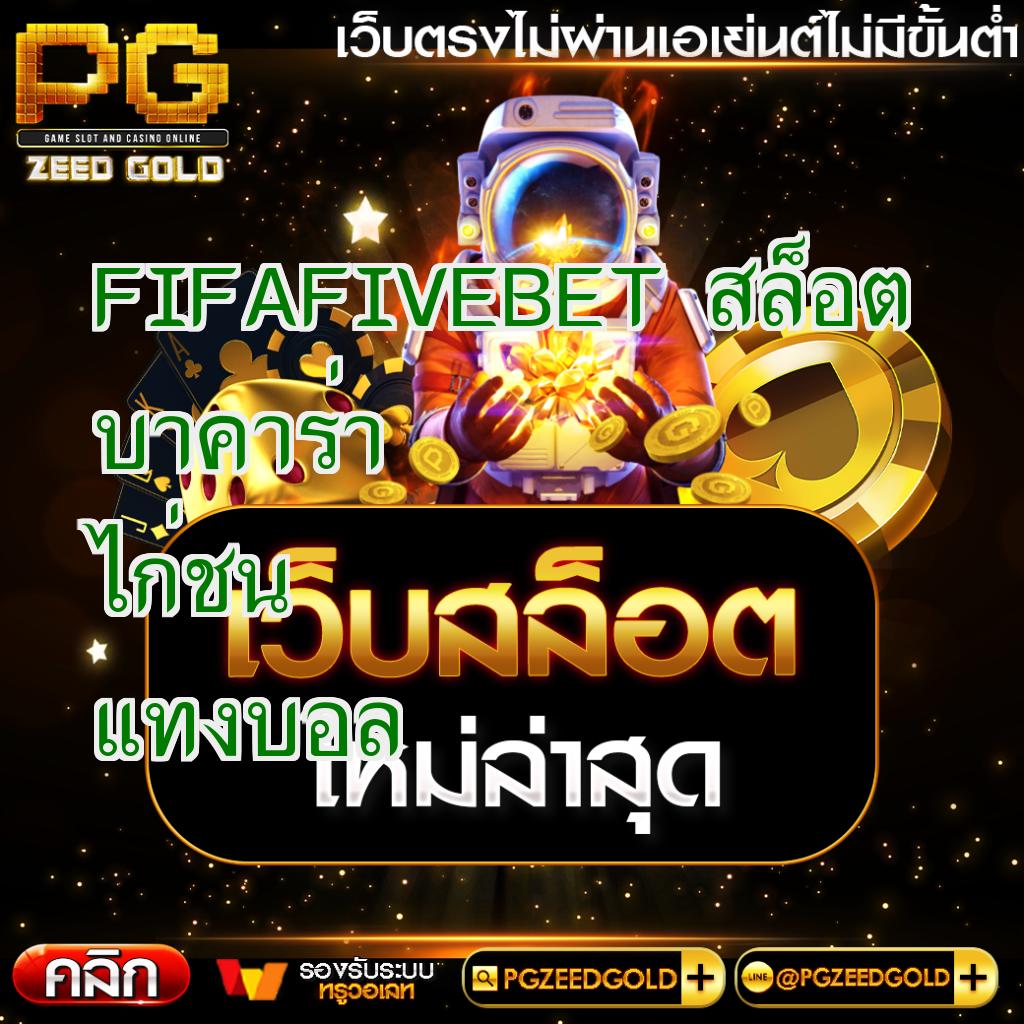 เว็บตรงไม่ผ่านเอเย่นต์ไม่มีขั้นต่ำ
PG
GAME SLOT AND CASINO ONLINE
ZEED GOLD
FIFAFIVEBET สล็อต
บาคาร่า
ไก่ชน
เว็บสล็อต
แทงบอล
ใหม่ล่าสุด
คลิก
รองรับระบบ
ทรูวอเลท
PGZEEDGOLD
LINE @PGZEEDGOLD